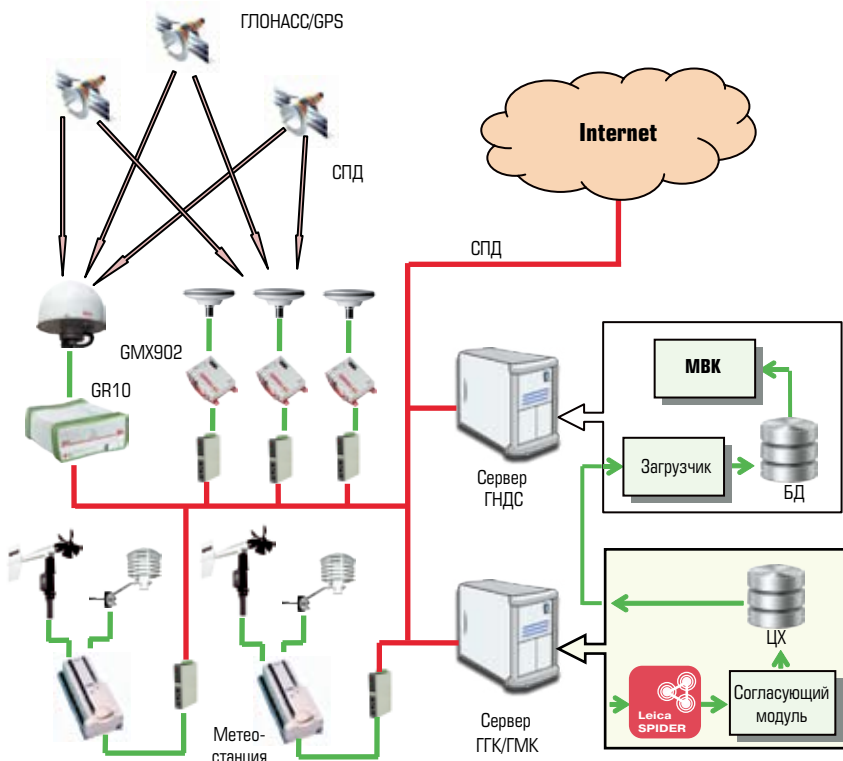 ГЛОНАСС/GPS
Internet
СПД
СПД
GMX902
GR10
МВК
Загрузчик
БД
Сервер
ГНДС
ЦХ
Leica
SPIDER
Согласующий
модуль
Метео-
станция
Сервер
ГГК/ГМК